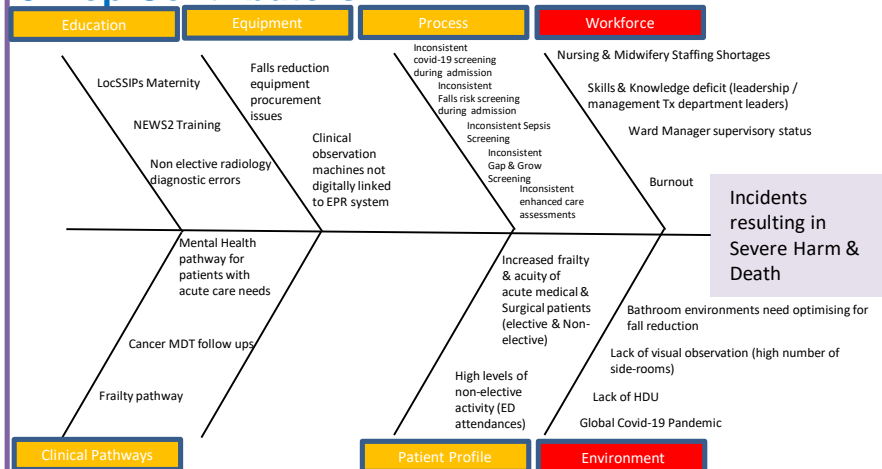 Education
Equipment
Process
Workforce
LocSSIPs Maternity
NEWS2 Training
Non elective radiology
diagnostic errors
Falls reduction
equipment
procurement
issues
Clinical
observation
machines not
digitally linked
to EPR system
Inconsistent
covid-19 screening
during admission
Inconsistent
Falls risk screening
during admission
Inconsistent Sepsis
Screening
Inconsistent
Gap & Grow
Screening
Inconsistent
enhanced care
assessments
Nursing & Midwifery Staffing Shortages
Skills & Knowledge deficit (leadership /
management Tx department leaders)
Ward Manager supervisory status
Burnout
Incidents
resulting in
Severe Harm &
Death
Mental Health
pathway for
patients with
acute care needs
Cancer MDT follow ups
Frailty pathway
Increased frailty
& acuity of
acute medical &
Surgical patients
(elective & Non-
elective)
High levels of
non-elective
activity (ED
attendances)
Bathroom environments need optimising for
fall reduction
Lack of visual observation (high number of
side-rooms)
Lack of HDU
Global Covid-19 Pandemic
Clinical Pathways
Patient Profile
Environment